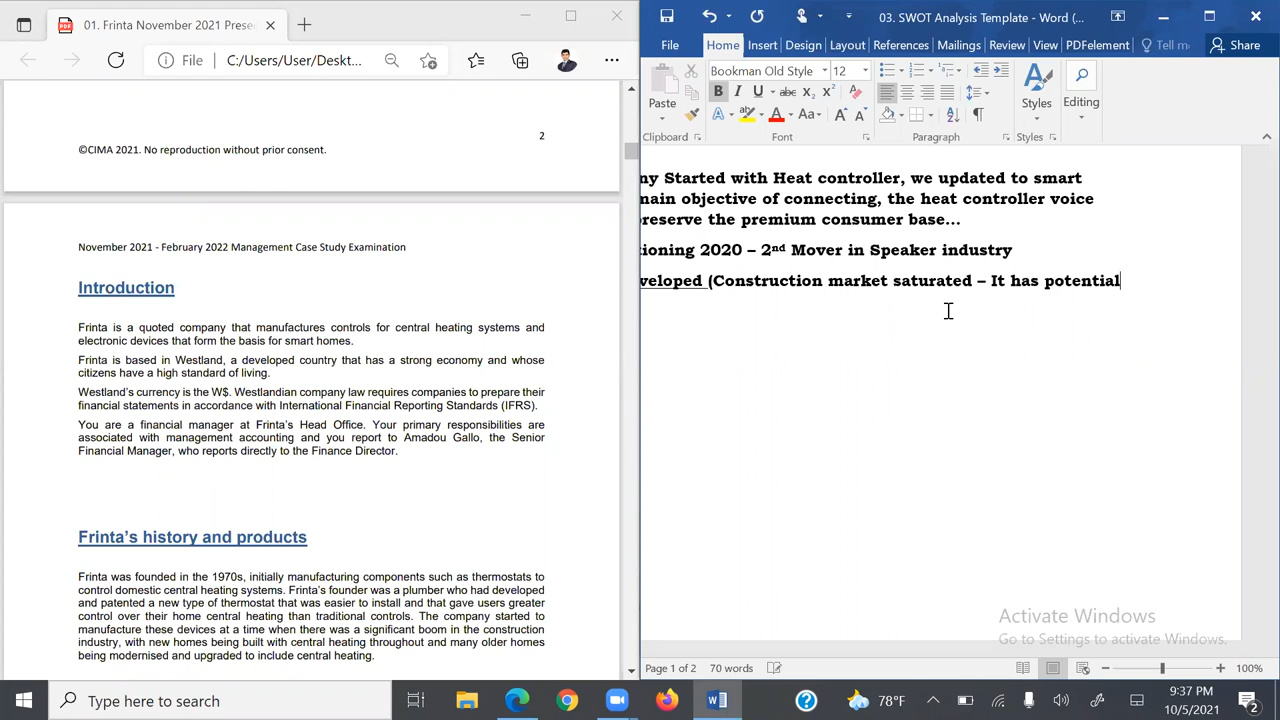 01. Frinta November 2021 Prese
File
C:/Users/User/Deskt...
2
©CIMA 2021. No reproduction without prior consent.
November 2021 - February 2022 Management Case Study Examination
Introduction
Frinta is a quoted company that manufactures controls for central heating systems and
electronic devices that form the basis for smart homes.
Frinta is based in Westland, a developed country that has a strong economy and whose
citizens have a high standard of living.
Westland's currency is the W$. Westlandian company law requires companies to prepare their
financial statements in accordance with International Financial Reporting Standards (IFRS).
You are a financial manager at Frinta's Head Office. Your primary responsibilities are
associated with management accounting and you report to Amadou Gallo, the Senior
Financial Manager, who reports directly to the Finance Director.
Frinta's history and products
Frinta was founded in the 1970s, initially manufacturing components such as thermostats to
control domestic central heating systems. Frinta's founder was a plumber who had developed
and patented a new type of thermostat that was easier to install and that gave users greater
control over their home central heating than traditional controls. The company started to
manufacture these devices at a time when there was a significant boom in the construction
industry, with new homes being built with central heating throughout and many older homes
being modernised and upgraded to include central heating.
03. SWOT Analysis Template - Word (...
File Home Insert Design Layout References Mailings Review View PDFelement Tell m Share
Bookman Old Style 12
Paste
B I U abc X₂ X² A Aa A A
Styles
Editing
Clipboard Font Paragraph Styles
ny Started with Heat controller, we updated to smart
nain objective of connecting, the heat controller voice
preserve the premium consumer base...
tioning 2020 – 2nd Mover in Speaker industry
veloped (Construction market saturated – It has potential
Activate Windows
Go to Settings to activate Windows.
Page 1 of 2 70 words
100%
Type here to search
78°F
9:37 PM
10/5/2021
2